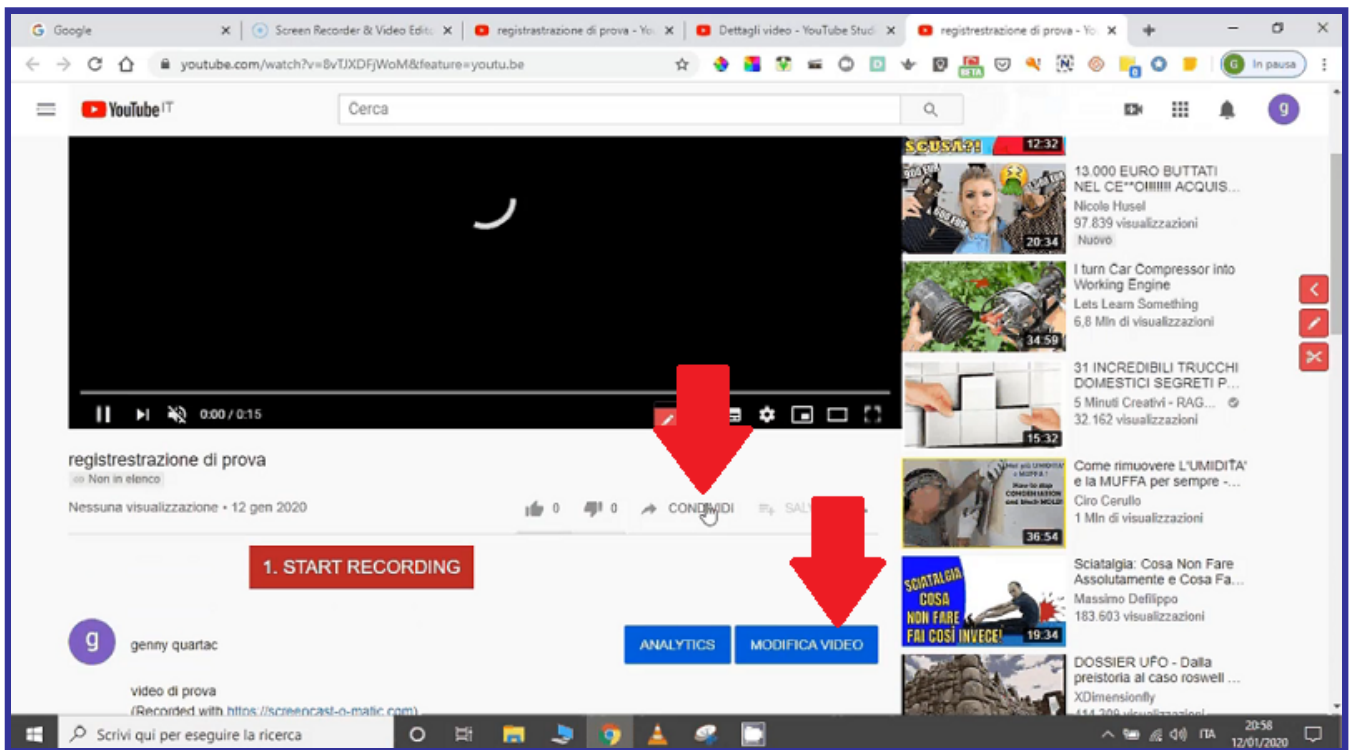 Google
Screen Recorder & Video Edito
registrastrazione di prova - Yo
Dettagli video - YouTube Studi
registrestrazione di prova - Yo
youtube.com/watch?v=8vTJXDFjWoM&feature=youtu.be
In pausa
YouTube IT
Cerca
g
SCUSA?!
12:32
13.000 EURO BUTTATI
NEL CE**O!!!!!!!! ACQUIS...
Nicole Husel
97.839 visualizzazioni
Nuovo
20:34
I turn Car Compressor into
Working Engine
Lets Learn Something
6,8 Mln di visualizzazioni
34:59
31 INCREDIBILI TRUCCHI
DOMESTICI SEGRETI P...
5 Minuti Creativi - RAG...
32.162 visualizzazioni
15:32
0:00 / 0:15
registrestrazione di prova
Non in elenco
Nessuna visualizzazione • 12 gen 2020
0
0
CONDIVIDI
Come rimuovere L'UMIDITA'
e la MUFFA per sempre -...
Ciro Cerullo
1 Mln di visualizzazioni
36:54
1. START RECORDING
SCIATALGIA
COSA
NON FARE
FAI COSÌ INVECE!
19:34
Sciatalgia: Cosa Non Fare
Assolutamente e Cosa Fa...
Massimo Defilippo
183.603 visualizzazioni
g
genny quartac
ANALYTICS
MODIFICA VIDEO
video di prova
(Recorded with https://screencast-o-matic.com)
DOSSIER UFO - Dalla
preistoria al caso roswell ...
XDimensionfly
Scrivi qui per eseguire la ricerca
ITA
20:58
12/01/2020